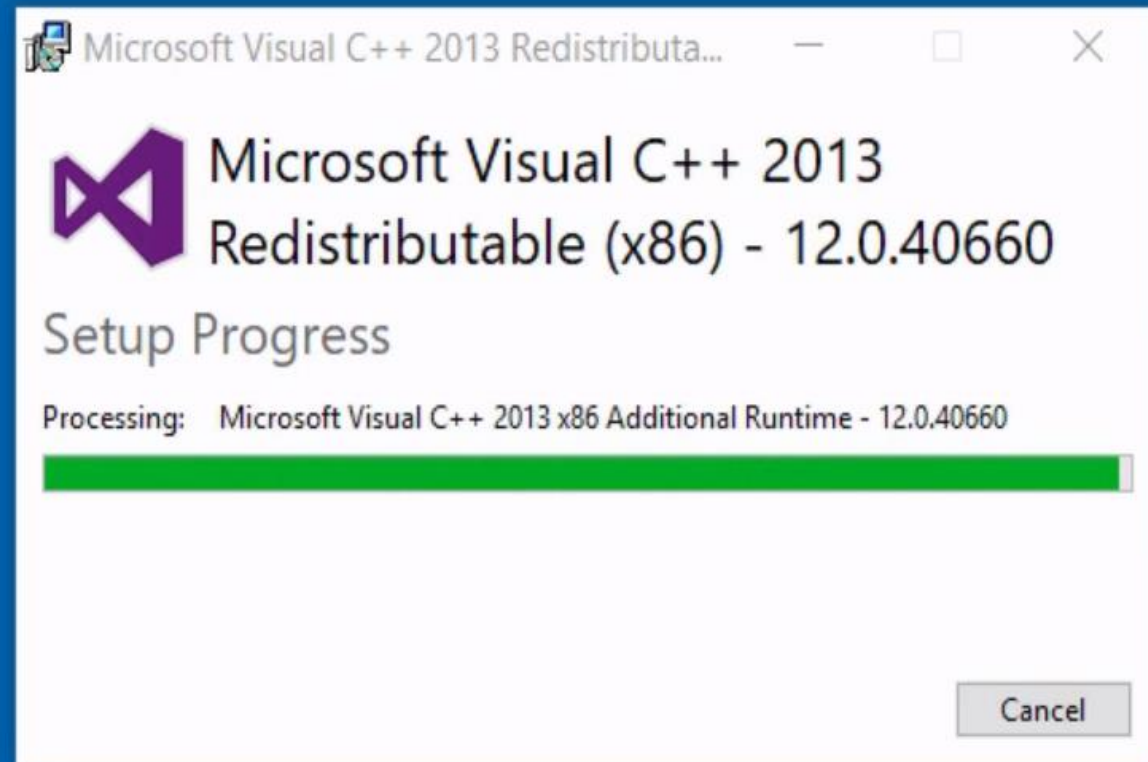 Microsoft Visual C++ 2013 Redistributa...
Microsoft Visual C++ 2013
Redistributable (x86) - 12.0.40660
Setup Progress
Processing: Microsoft Visual C++ 2013 x86 Additional Runtime - 12.0.40660
Cancel